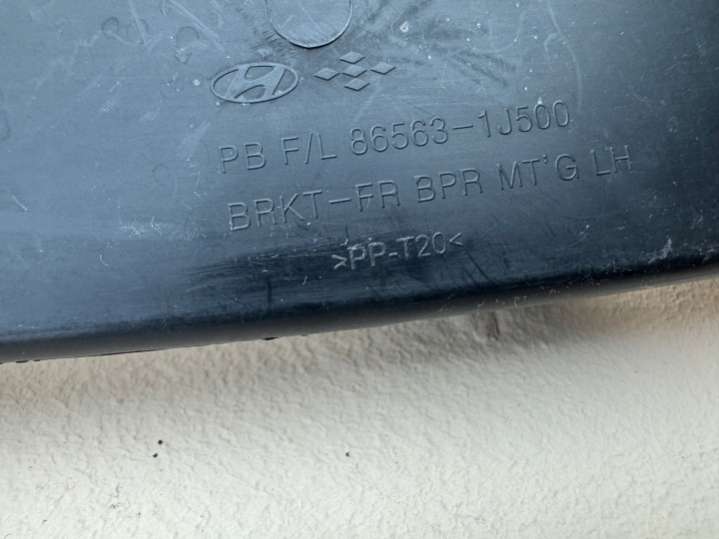 PB F/L 86563-1J500
BRKT-FR BPR MT'G LH
>PP-T20<